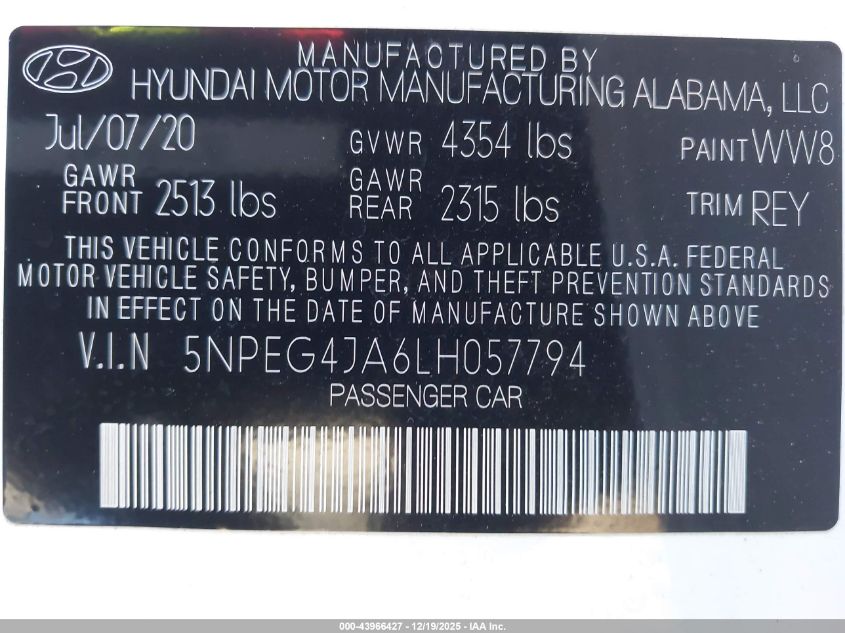 MANUFACTURED BY
HYUNDAI MOTOR MANUFACTURING ALABAMA, LLC
Jul/07/20 GVWR 4354 lbs PAINT WW8
GAWR FRONT 2513 lbs GAWR REAR 2315 lbs TRIM REY
THIS VEHICLE CONFORMS TO ALL APPLICABLE U.S.A. FEDERAL
MOTOR VEHICLE SAFETY, BUMPER, AND THEFT PREVENTION STANDARDS
IN EFFECT ON THE DATE OF MANUFACTURE SHOWN ABOVE
V.I.N 5NPEG4JA6LH057794
PASSENGER CAR
000-43966427 - 12/19/2025 - IAA Inc.